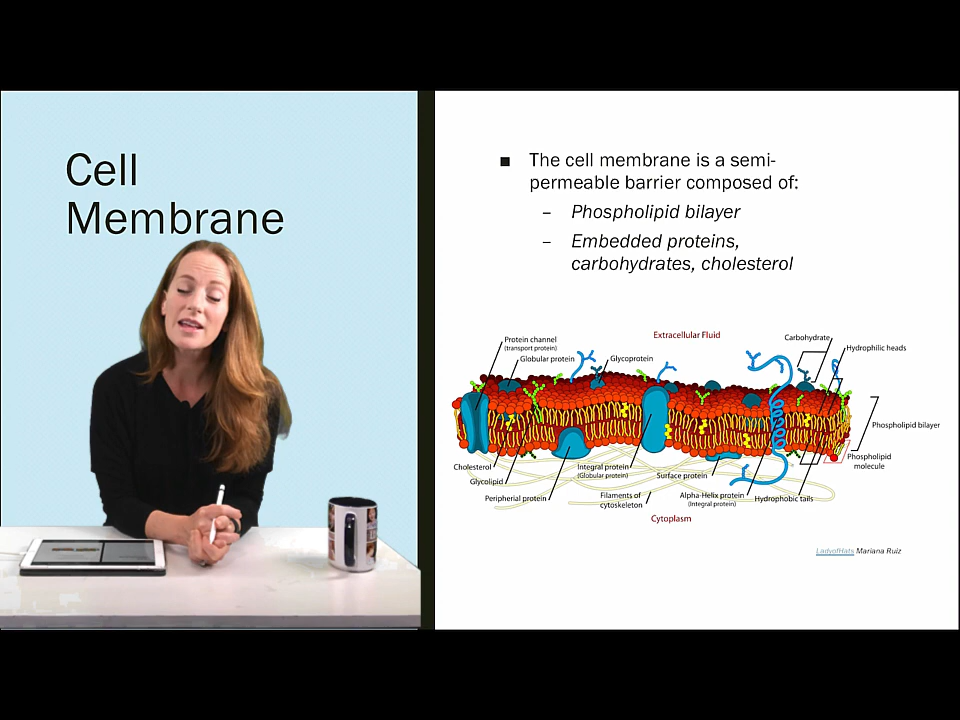 Cell
Membrane
■ The cell membrane is a semi-
permeable barrier composed of:
– Phospholipid bilayer
– Embedded proteins,
carbohydrates, cholesterol
Protein channel
(transport protein)
Globular protein
Extracellular Fluid
Glycoprotein
Carbohydrate
Hydrophilic heads
Phospholipid bilayer
Phospholipid
molecule
Cholesterol
Glycolipid
Peripherial protein
Integral protein
(Globular protein)
Filaments of
cytoskeleton
Surface protein
Alpha-Helix protein
(Integral protein)
Hydrophobic tails
Cytoplasm
LadyofHats Mariana Ruiz